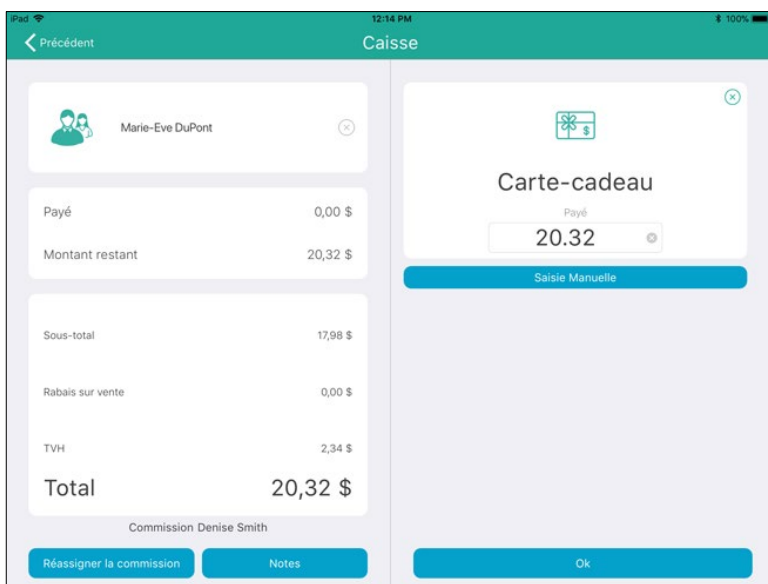 iPad 12:14 PM 100%
Précédent Caisse
Marie-Eve DuPont
Payé 0,00 $
Montant restant 20,32 $
Sous-total 17,98 $
Rabais sur vente 0,00 $
TVH 2,34 $
Total 20,32 $
Commission Denise Smith
Réassigner la commission Notes
$
Carte-cadeau
Payé
20.32
Saisie Manuelle
Ok